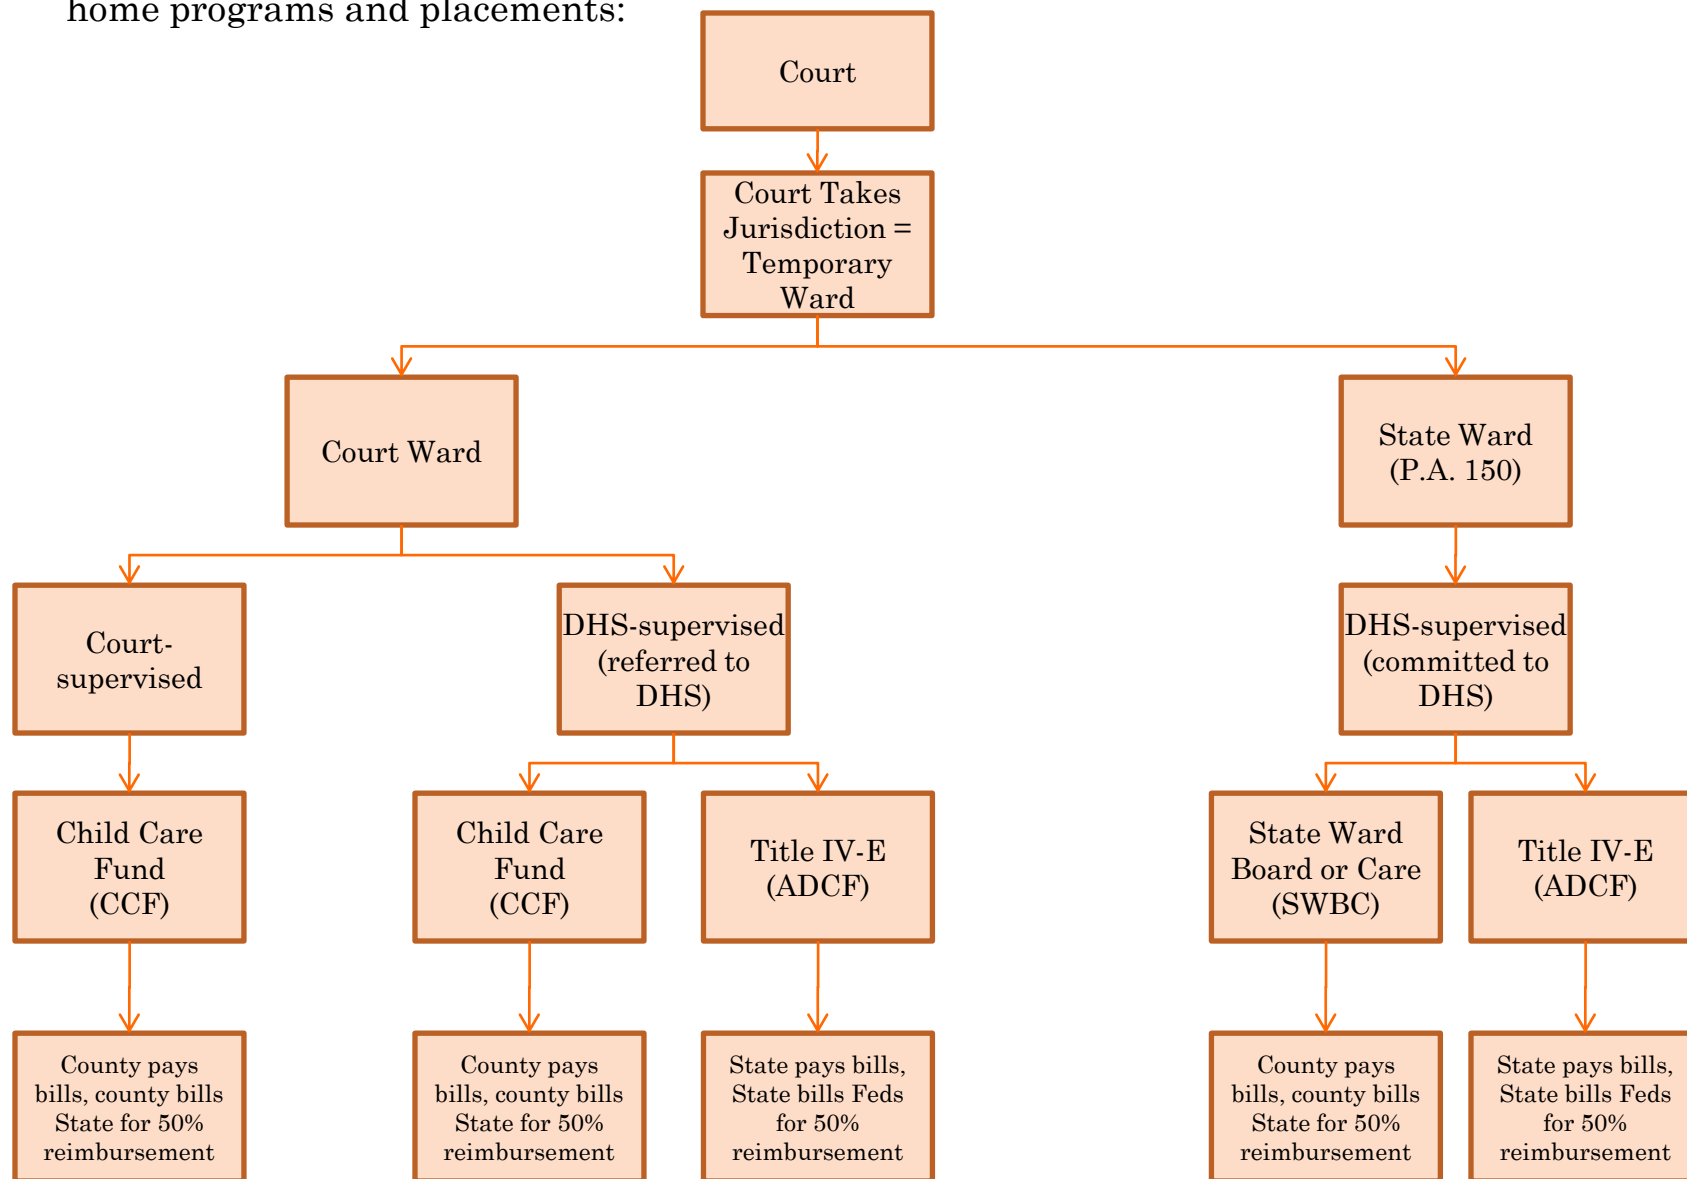 home programs and placements:
Court
Court Takes
Jurisdiction =
Temporary
Ward
Court Ward
State Ward
(P.A. 150)
Court-
supervised
DHS-supervised
(referred to
DHS)
DHS-supervised
(committed to
DHS)
Child Care
Fund
(CCF)
Child Care
Fund
(CCF)
Title IV-E
(ADCF)
State Ward
Board or Care
(SWBC)
Title IV-E
(ADCF)
County pays
bills, county bills
State for 50%
reimbursement
County pays
bills, county bills
State for 50%
reimbursement
State pays bills,
State bills Feds
for 50%
reimbursement
County pays
bills, county bills
State for 50%
reimbursement
State pays bills,
State bills Feds
for 50%
reimbursement